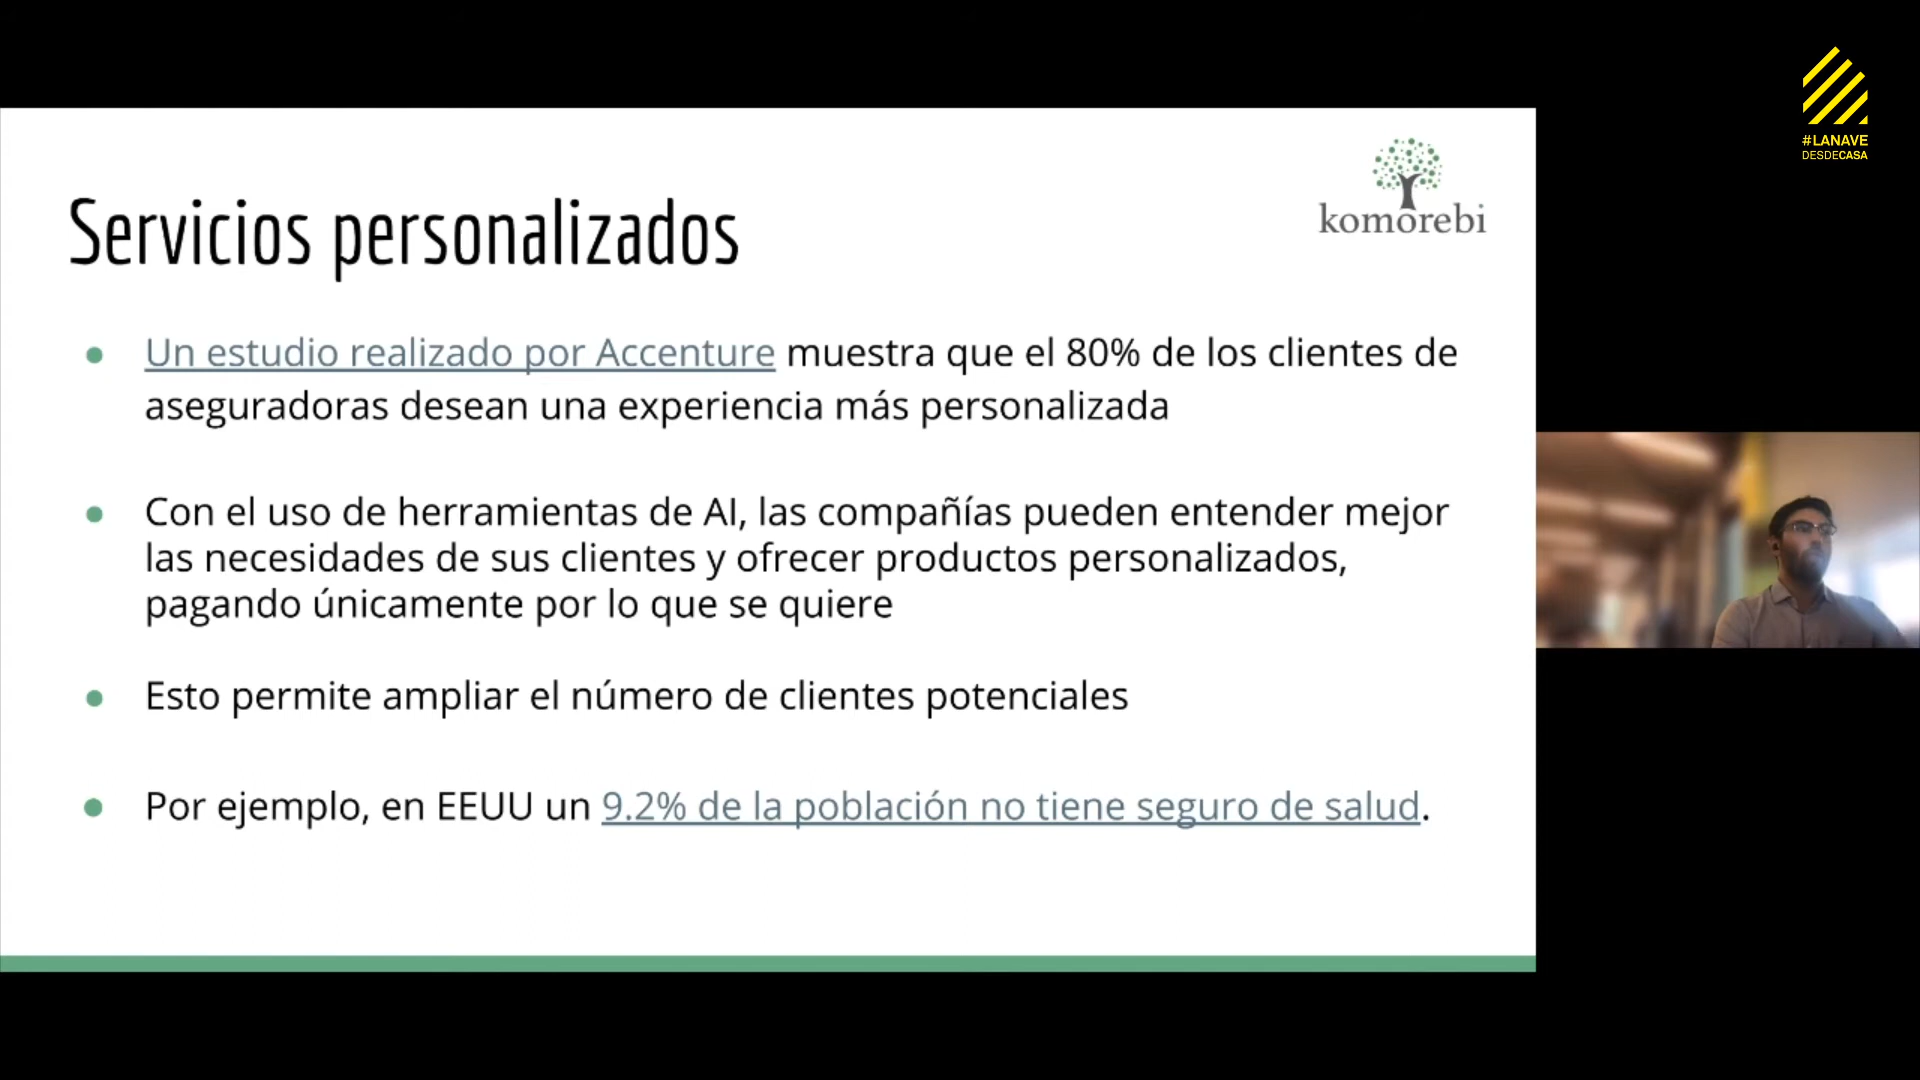 #LANAVE
DESDECASA
komorebi
Servicios personalizados
Un estudio realizado por Accenture muestra que el 80% de los clientes de
aseguradoras desean una experiencia más personalizada
Con el uso de herramientas de AI, las compañías pueden entender mejor
las necesidades de sus clientes y ofrecer productos personalizados,
pagando únicamente por lo que se quiere
Esto permite ampliar el número de clientes potenciales
Por ejemplo, en EEUU un 9.2% de la población no tiene seguro de salud.